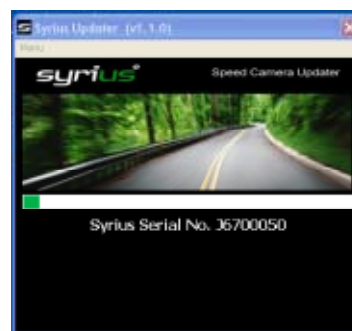 Syrius Updater (v1.1.0)
Menu
syrius
Speed Camera Updater
Syrius Serial No. J6700050